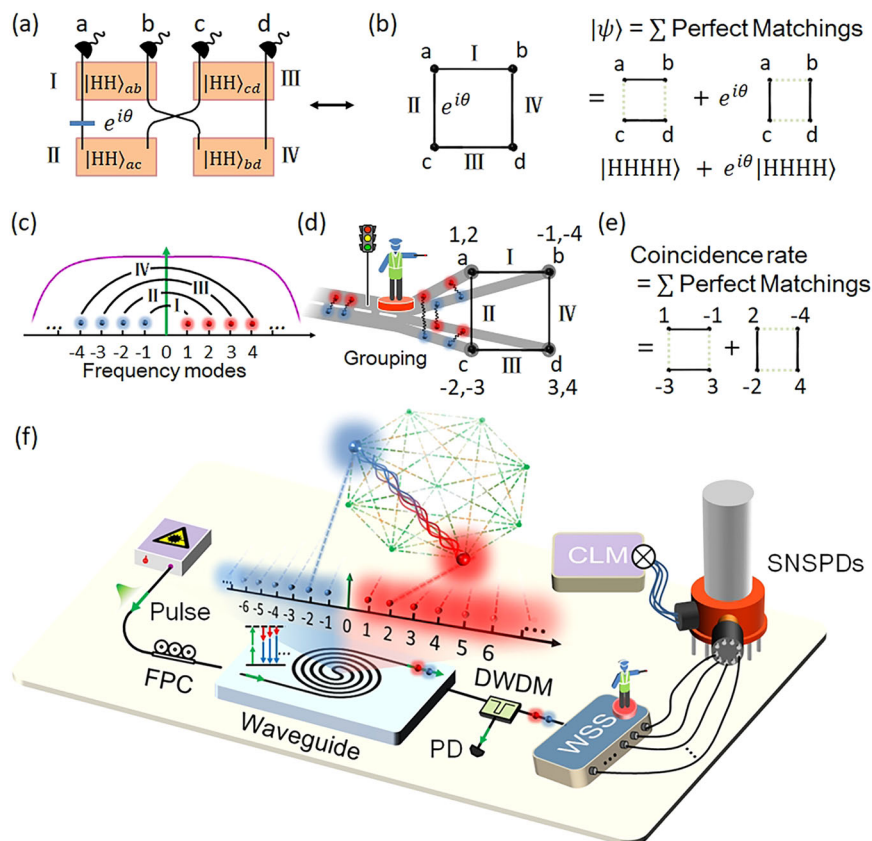 (a)
a b c d
I |HH⟩ab |HH⟩cd III
e^{iθ}
II |HH⟩ac |HH⟩bd IV
(b)
a I b
II e^{iθ} IV
c III d
|ψ⟩ = ∑ Perfect Matchings
a b a b
= + e^{iθ}
c d c d
|HHHH⟩ + e^{iθ}|HHHH⟩
(c)
IV
III
II
I
... ...
-4 -3 -2 -1 0 1 2 3 4
Frequency modes
(d)
1,2 -1,-4
a I b
II IV
Grouping
c III d
-2,-3 3,4
(e)
Coincidence rate
= ∑ Perfect Matchings
1 -1 2 -4
= +
-3 3 -2 4
(f)
CLM
SNSPDs
Pulse
... -6 -5 -4 -3 -2 -1 0 1 2 3 4 5 6 ...
...
FPC
Waveguide
DWDM
PD
WSS
...
...